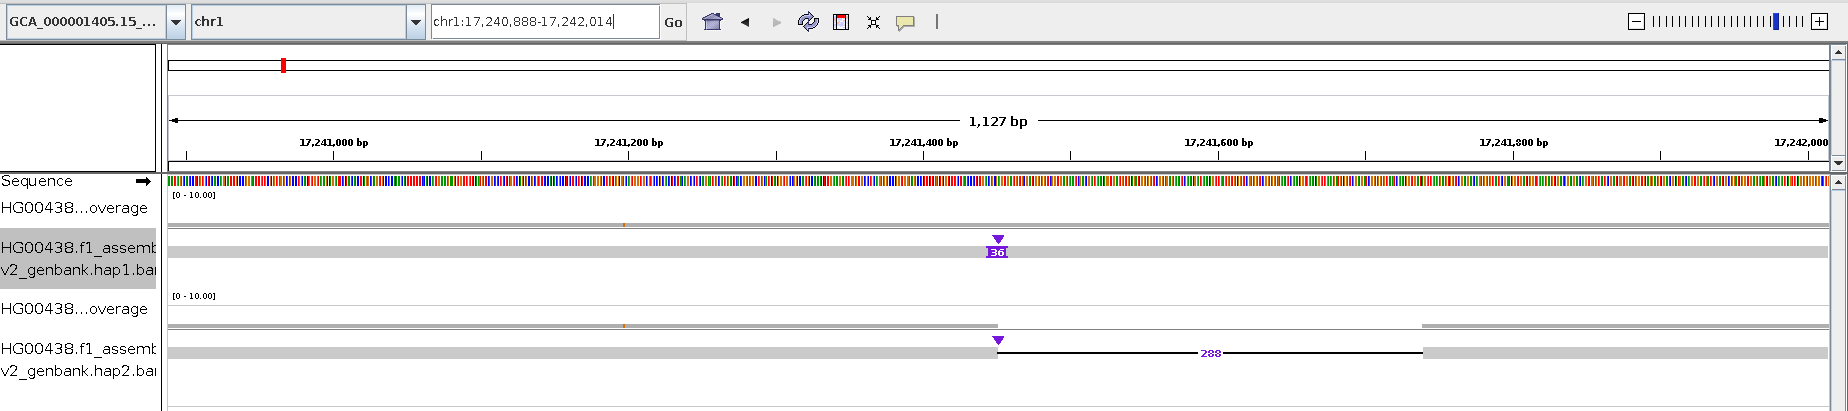 GCA_000001405.15_... chr1 chr1:17,240,888-17,242,014 Go
1,127 bp
17,241,000 bp 17,241,200 bp 17,241,400 bp 17,241,600 bp 17,241,800 bp 17,242,000
Sequence
[0 - 10.00]
HG00438...overage
HG00438.f1_assemb
36
v2_genbank.hap1.bar
[0 - 10.00]
HG00438...overage
HG00438.f1_assemb
288
v2_genbank.hap2.bar